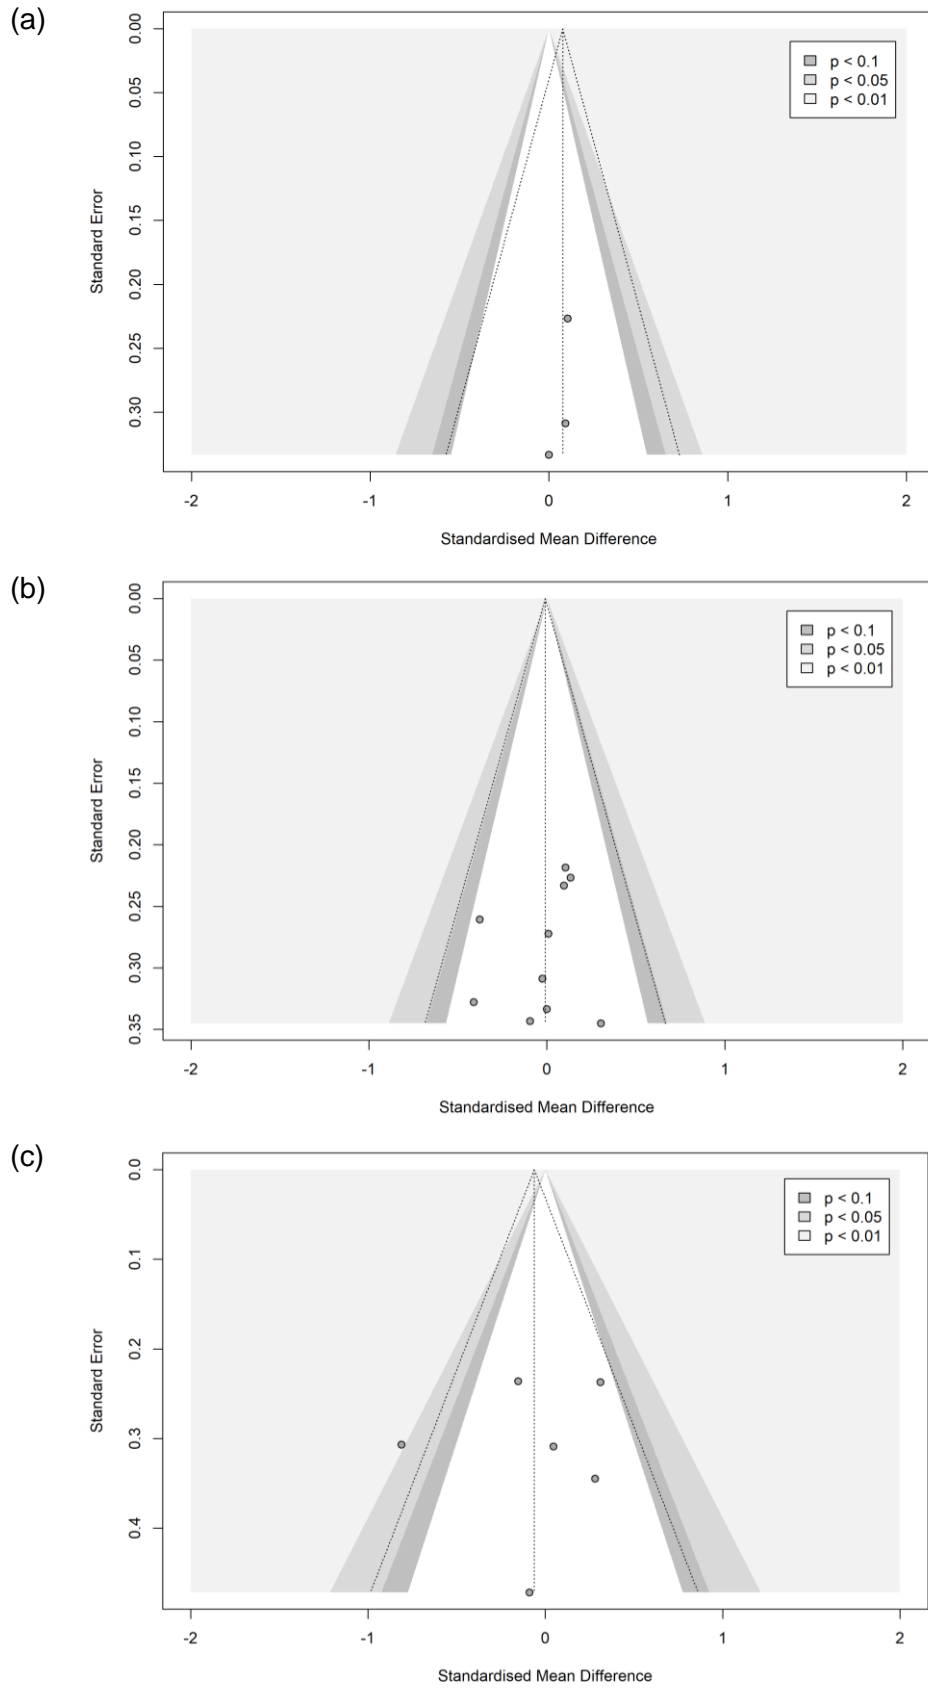 (a)
p < 0.1
p < 0.05
p < 0.01
Standard Error
0.00
0.05
0.10
0.15
0.20
0.25
0.30
-2 -1 0 1 2
Standardised Mean Difference
(b)
p < 0.1
p < 0.05
p < 0.01
Standard Error
0.00
0.05
0.10
0.15
0.20
0.25
0.30
0.35
-2 -1 0 1 2
Standardised Mean Difference
(c)
p < 0.1
p < 0.05
p < 0.01
Standard Error
0.0
0.1
0.2
0.3
0.4
-2 -1 0 1 2
Standardised Mean Difference